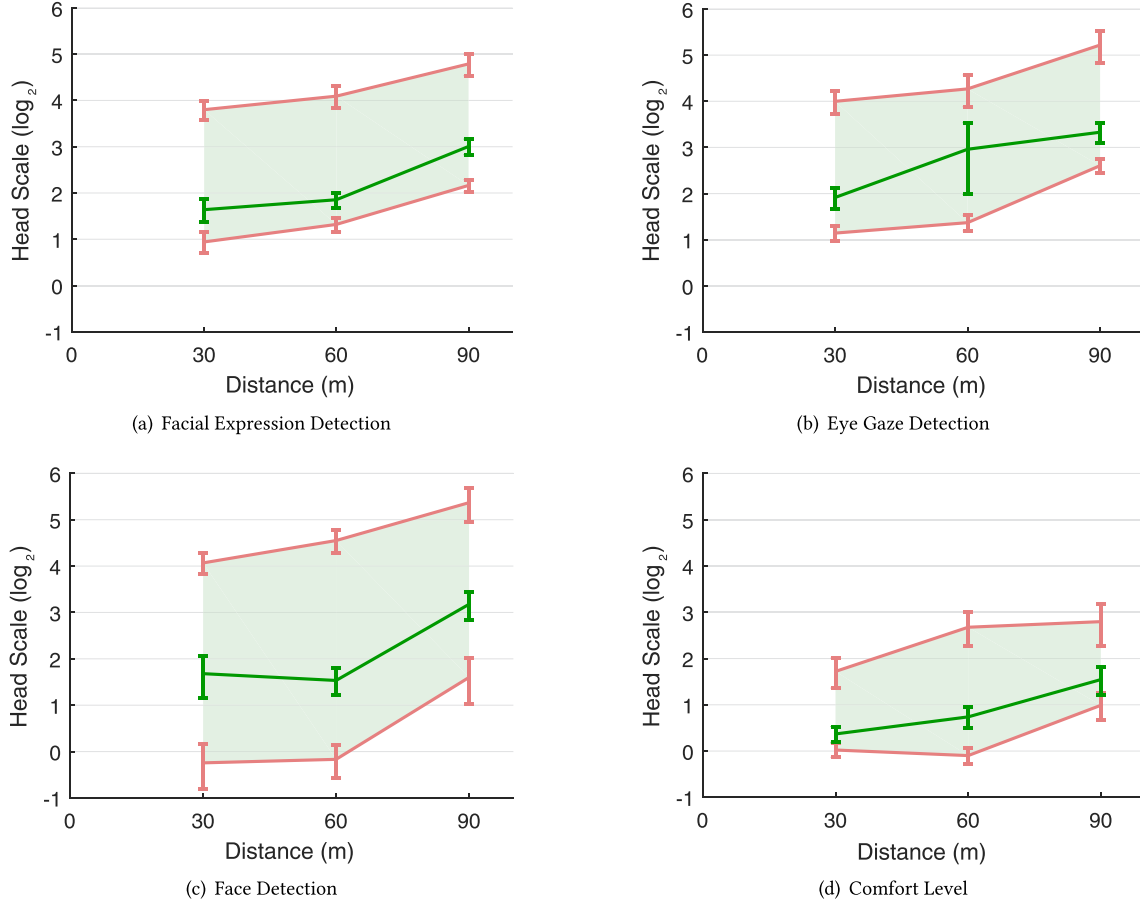 6
5
4
3
2
1
0
-1
Head Scale (log₂)
0 30 60 90
Distance (m)
(a) Facial Expression Detection
6
5
4
3
2
1
0
-1
Head Scale (log₂)
0 30 60 90
Distance (m)
(b) Eye Gaze Detection
6
5
4
3
2
1
0
-1
Head Scale (log₂)
0 30 60 90
Distance (m)
(c) Face Detection
6
5
4
3
2
1
0
-1
Head Scale (log₂)
0 30 60 90
Distance (m)
(d) Comfort Level